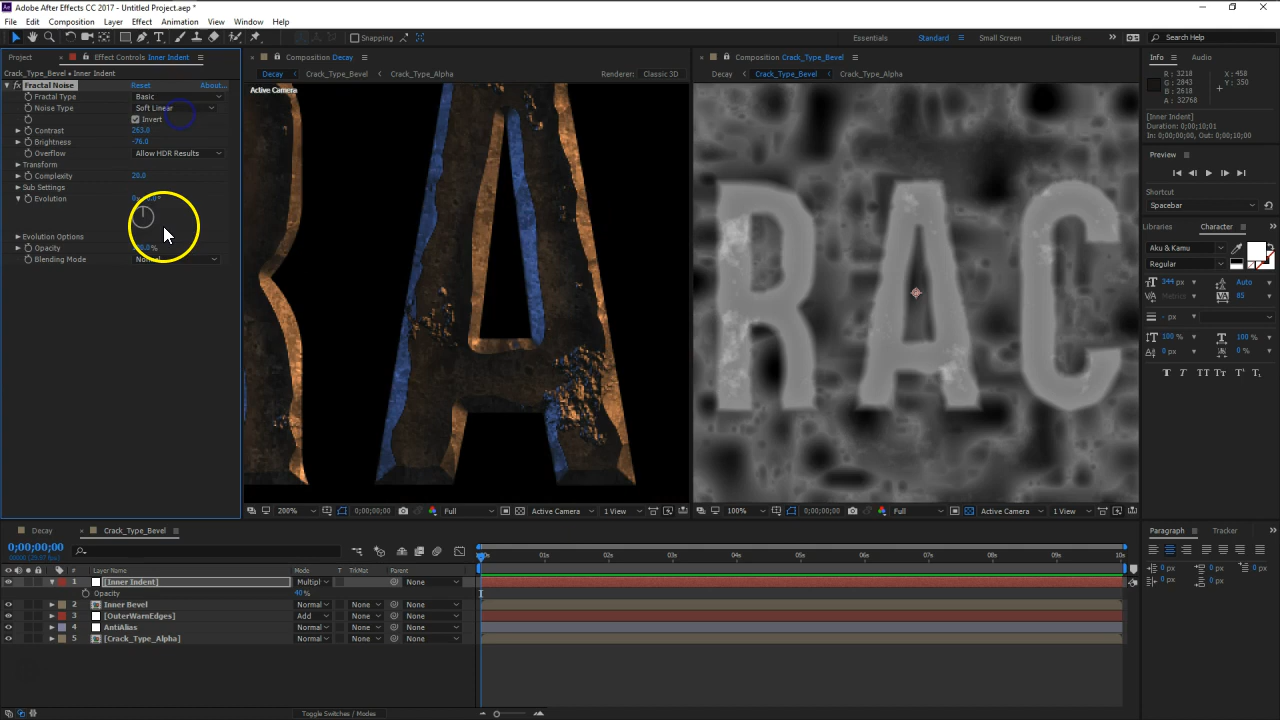 Adobe After Effects CC 2017 - Untitled Project.aep *
File Edit Composition Layer Effect Animation View Window Help
Snapping
Essentials Standard Small Screen Libraries Search Help
Project Effect Controls Inner Indent
Crack_Type_Bevel • Inner Indent
Fractal Noise Reset About...
Fractal Type Basic
Noise Type Soft Linear
Invert
Contrast 263.0
Brightness -76.0
Overflow Allow HDR Results
Transform
Complexity 20.0
Sub Settings
Evolution
Evolution Options
Opacity
Blending Mode Normal
Composition Decay
Decay Crack_Type_Bevel Crack_Type_Alpha Renderer: Classic 3D
Active Camera
200% 0;00;00;00 Full Active Camera 1 View
Composition Crack_Type_Bevel
Decay Crack_Type_Bevel Crack_Type_Alpha
RAC
100% 0;00;00;00 Full Active Camera 1 View
Info Audio
R : 3218
G : 2843
B : 2618
A : 32768
X : 458
Y : 350
[Inner Indent]
Duration: 0;00;10;01
In: 0;00;00;00, Out: 0;00;10;00
Preview
Shortcut
Spacebar
Libraries Character
Aku & Kamu
Regular
344 px Auto
Metrics 85
- px
100 % 100 %
0 px 0 %
Paragraph Tracker
0 px 0 px 0 px
0 px 0 px
Decay Crack_Type_Bevel
0;00;00;00
# Layer Name Mode T TrkMat Parent
1 [Inner Indent] Multipl None
Opacity 40%
2 Inner Bevel Normal None None
3 [OuterWarnEdges] Add None None
4 AntiAlias Normal None None
5 [Crack_Type_Alpha] Normal None None
01s 02s 03s 04s 05s 06s 07s 08s 09s 10s
Toggle Switches / Modes